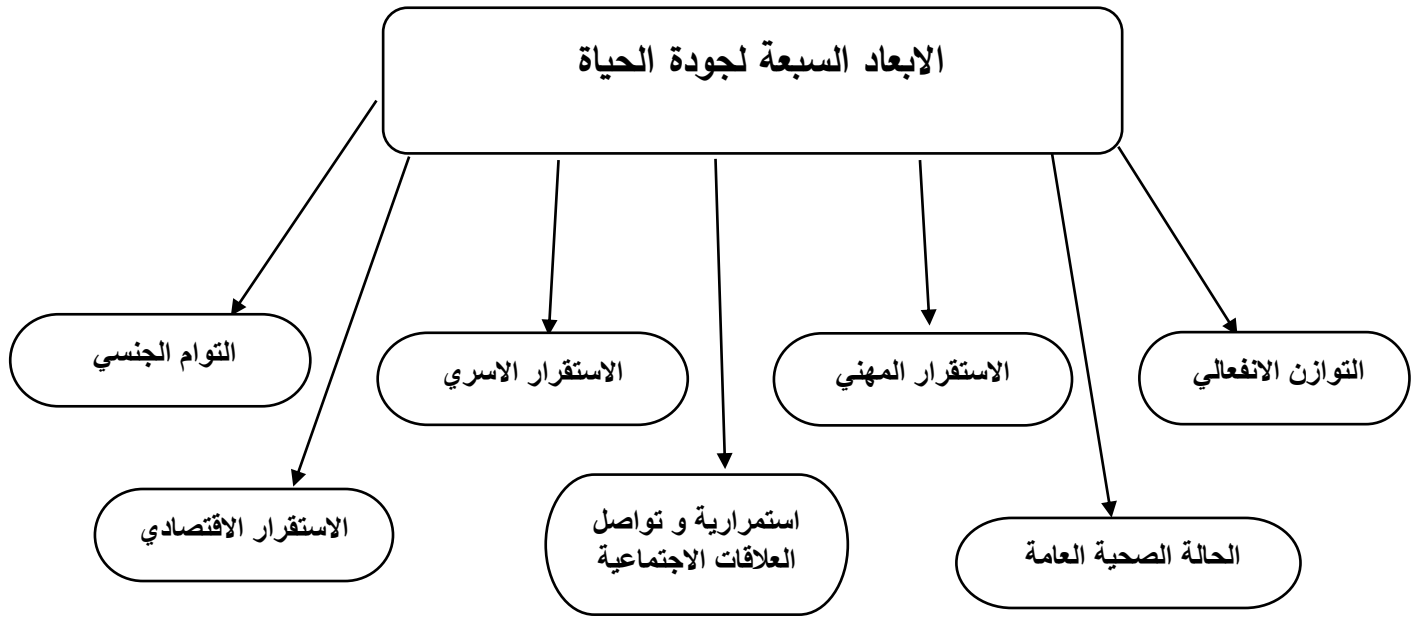 الابعاد السبعة لجودة الحياة
التوازن الانفعالي
الاستقرار المهني
الاستقرار الاسري
التوام الجنسي
الحالة الصحية العامة
استمرارية و تواصل
العلاقات الاجتماعية
الاستقرار الاقتصادي